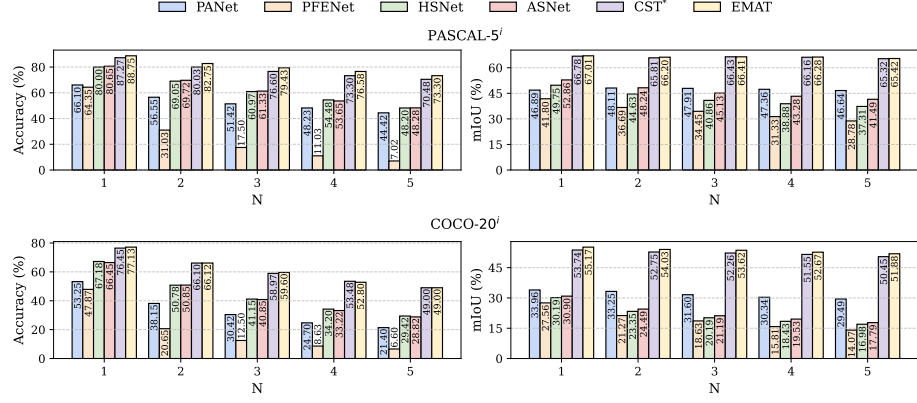 PANet PFENet HSNet ASNet CST* EMAT
PASCAL-5^i
Accuracy (%)
80
60
40
20
0
66.10 64.35 80.00 80.65 87.27 88.75
56.55 31.03 69.05 69.72 80.03 82.75
51.42 17.50 60.97 61.33 76.60 79.43
48.23 11.03 54.48 53.65 73.30 76.58
44.42 7.02 48.20 48.28 70.48 73.30
1 2 3 4 5
N
mIoU (%)
60
45
30
15
0
46.89 41.80 49.75 52.86 66.78 67.01
48.11 36.69 44.63 48.24 65.81 66.20
47.91 34.45 40.86 45.13 66.43 66.41
47.36 31.33 38.88 43.28 66.16 66.28
46.64 28.78 37.31 41.49 65.32 65.42
1 2 3 4 5
N
COCO-20^i
Accuracy (%)
80
60
40
20
0
53.25 47.87 67.18 66.45 76.45 77.13
38.15 20.65 50.78 50.85 66.10 66.12
30.42 12.50 41.15 40.85 58.97 59.60
24.70 8.63 34.20 33.22 53.48 52.80
21.40 6.60 29.42 28.82 49.00 49.00
1 2 3 4 5
N
mIoU (%)
45
30
15
0
33.96 27.56 30.19 30.90 53.74 55.17
33.25 21.27 23.35 24.49 52.75 54.03
31.60 18.63 20.19 21.19 52.26 53.62
30.34 15.81 18.43 19.53 51.55 52.67
29.49 14.07 16.98 17.79 50.45 51.88
1 2 3 4 5
N